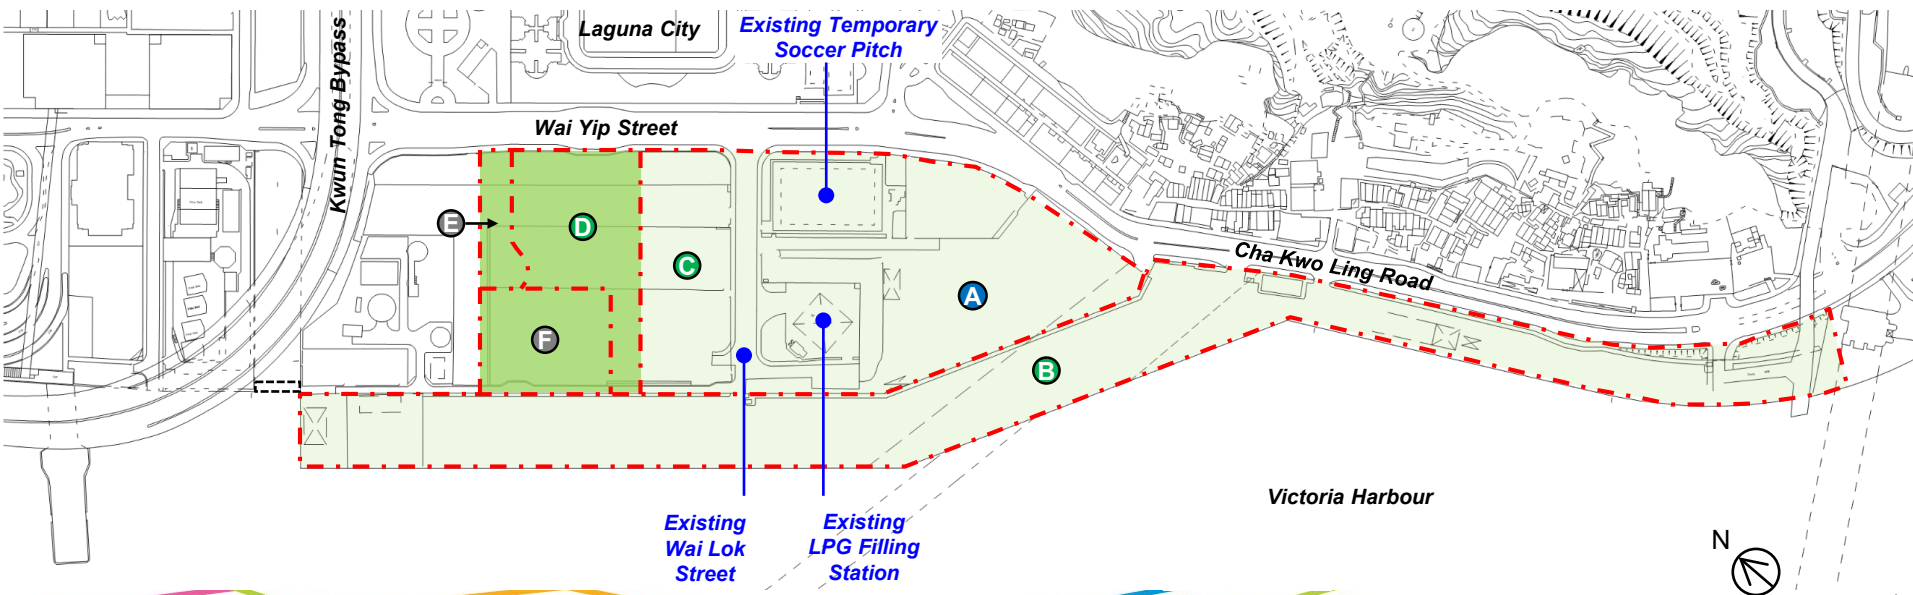 Laguna City
Existing Temporary
Soccer Pitch
Kwun Tong Bypass
Wai Yip Street
E
D
C
A
F
B
Cha Kwo Ling Road
Victoria Harbour
Existing
Wai Lok
Street
Existing
LPG Filling
Station
N